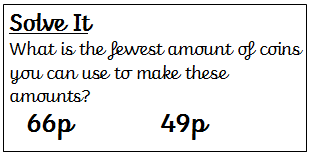 Solve It
What is the fewest amount of coins
you can use to make these
amounts?
66p 49p